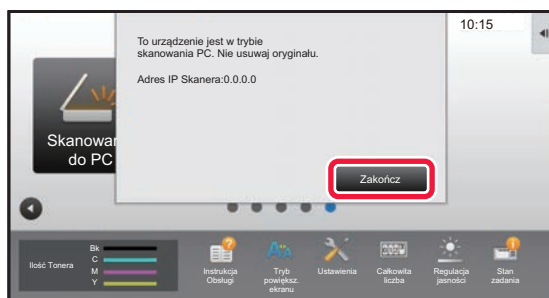 10:15
To urządzenie jest w trybie
skanowania PC. Nie usuwaj oryginału.
Adres IP Skanera:0.0.0.0
Skanowan
do PC
Zakończ
Ilość Tonera
Bk
C
M
Y
Instrukcja
Obsługi
Tryb
powiększ.
ekranu
Ustawienia
Całkowita
liczba
Regulacja
jasności
Stan
zadania